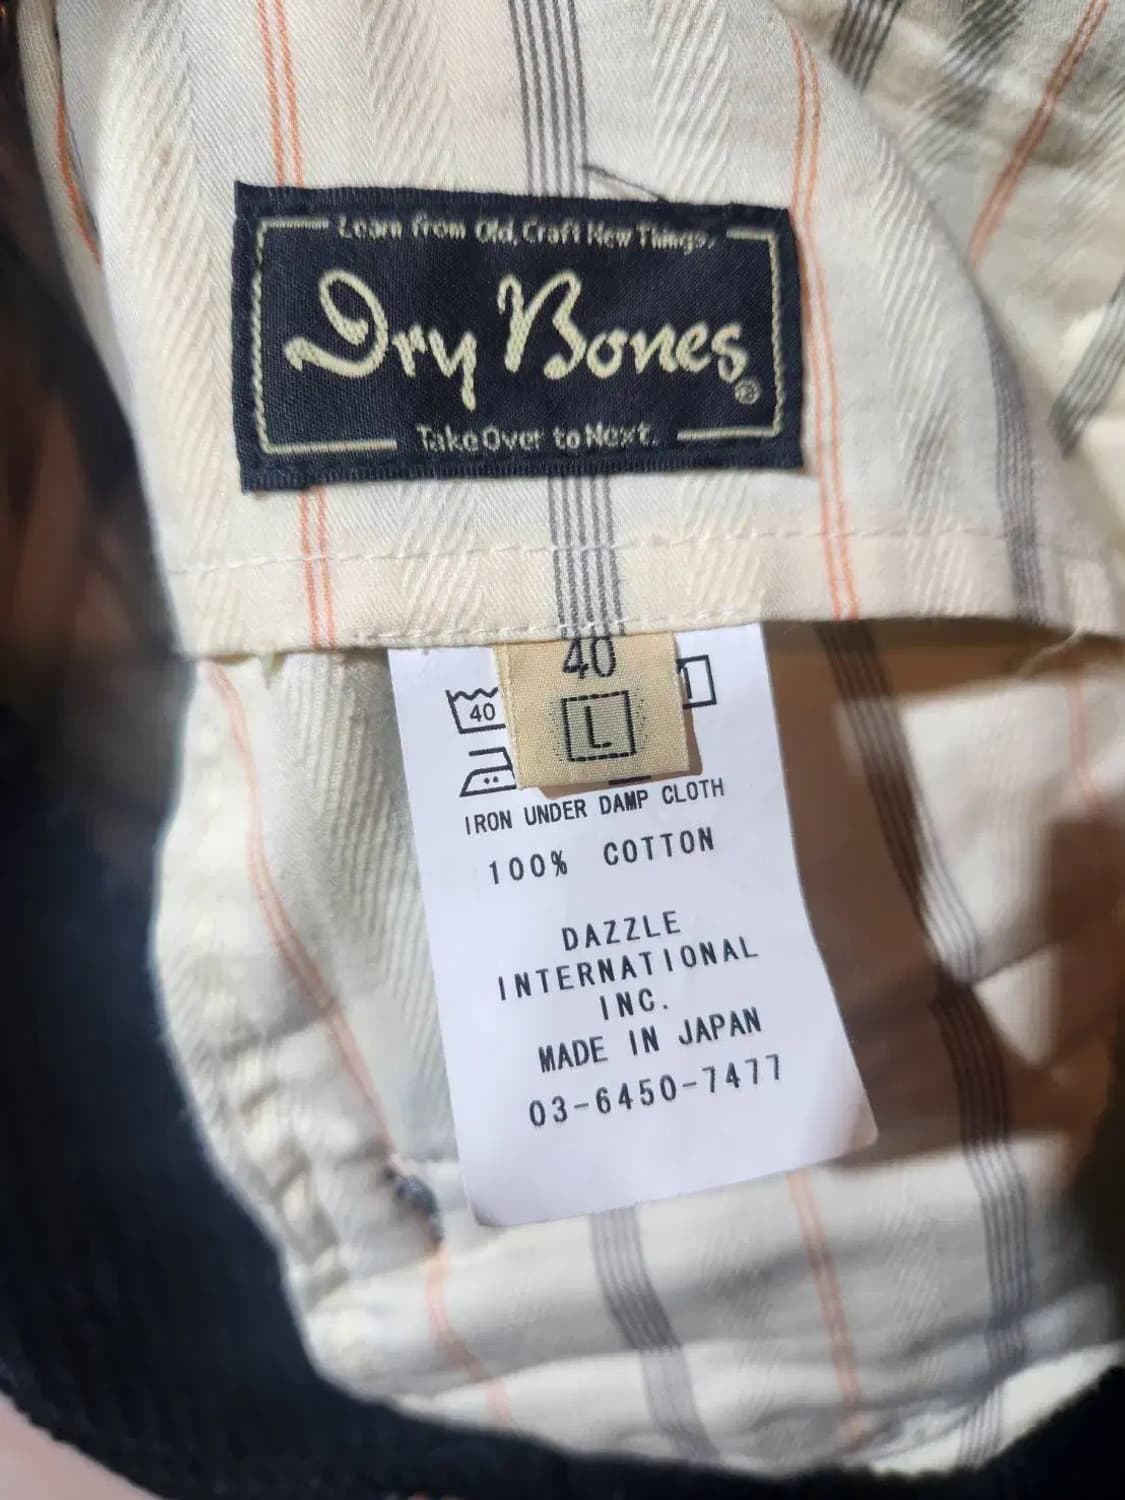 Learn from Old, Craft New Things.
Dry Bones®
Take Over to Next.
40
L
40
IRON UNDER DAMP CLOTH
100% COTTON
DAZZLE
INTERNATIONAL
INC.
MADE IN JAPAN
03-6450-7477